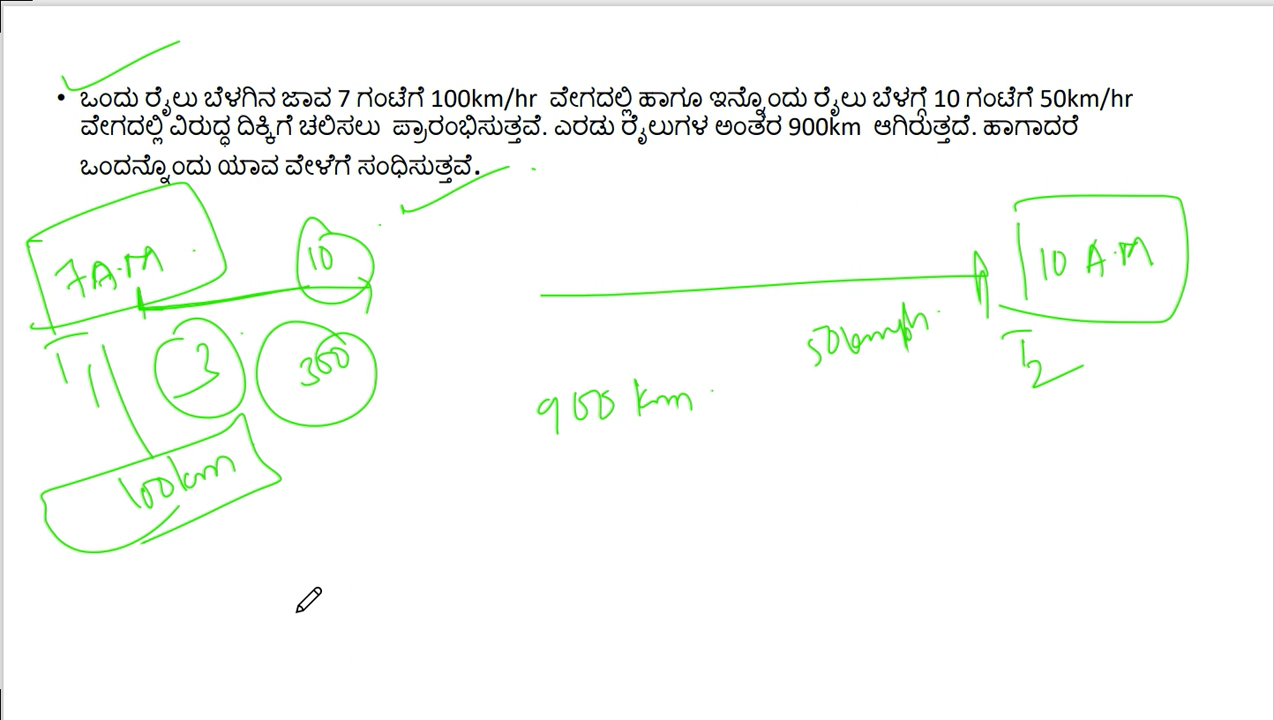 • ಒಂದು ರೈಲು ಬೆಳಗಿನ ಜಾವ 7 ಗಂಟೆಗೆ 100km/hr ವೇಗದಲ್ಲಿ ಹಾಗೂ ಇನ್ನೊಂದು ರೈಲು ಬೆಳಗ್ಗೆ 10 ಗಂಟೆಗೆ 50km/hr
ವೇಗದಲ್ಲಿ ವಿರುದ್ಧ ದಿಕ್ಕಿಗೆ ಚಲಿಸಲು ಪ್ರಾರಂಭಿಸುತ್ತವೆ. ಎರಡು ರೈಲುಗಳ ಅಂತರ 900km ಆಗಿರುತ್ತದೆ. ಹಾಗಾದರೆ
ಒಂದನ್ನೊಂದು ಯಾವ ವೇಳೆಗೆ ಸಂಧಿಸುತ್ತವೆ.
7 A.M 10 10 A.M
T1 3 300 50kmph T2
900 km
100km